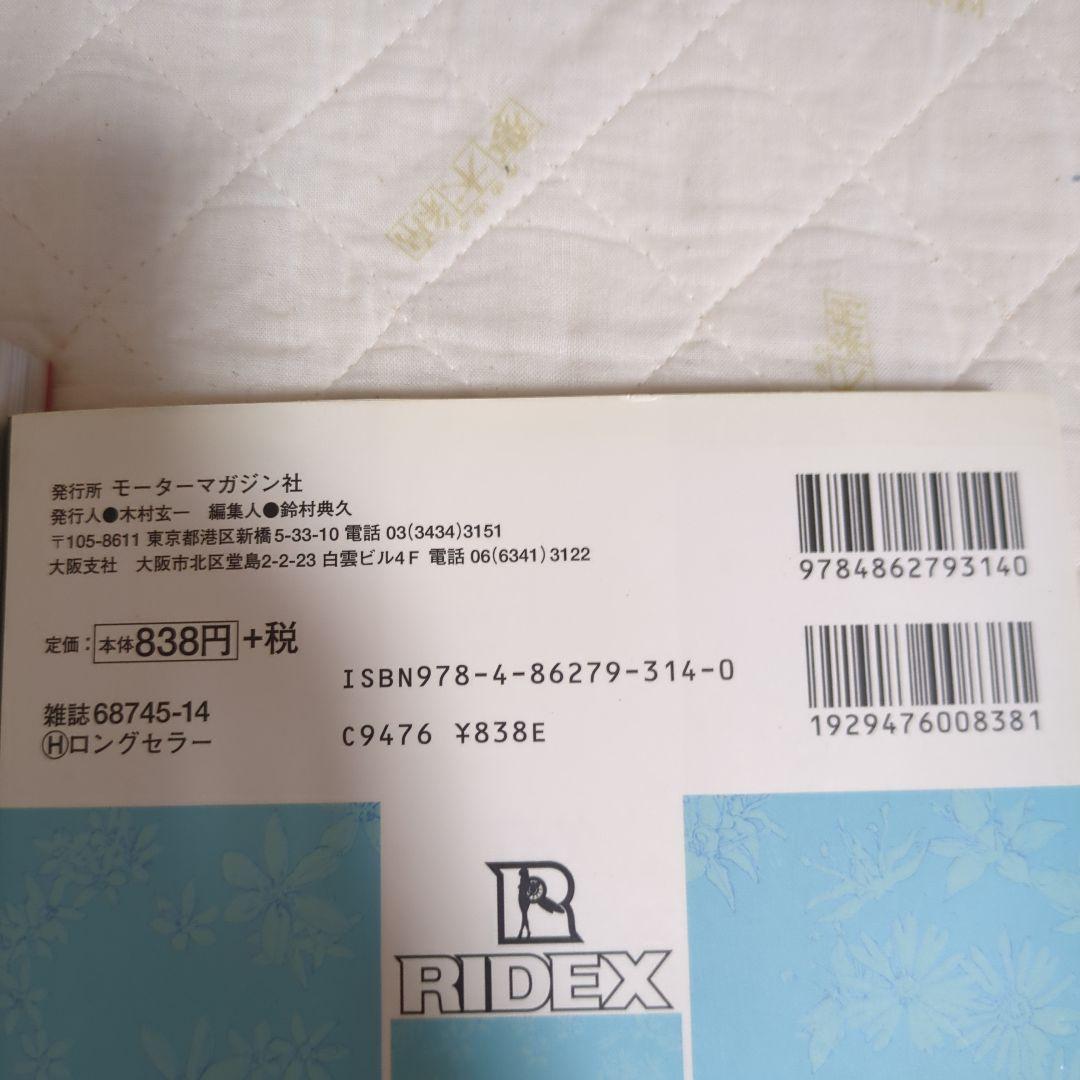 発行所 モーターマガジン社
発行人●木村玄一 編集人●鈴村典久
〒105-8611 東京都港区新橋5-33-10 電話 03(3434)3151
大阪支社 大阪市北区堂島2-2-23 白雲ビル4F 電話 06(6341)3122
9784862793140
定価：本体838円+税
ISBN978-4-86279-314-0
雑誌68745-14
Ⓗロングセラー
C9476 ¥838E
1929476008381
R
RIDEX